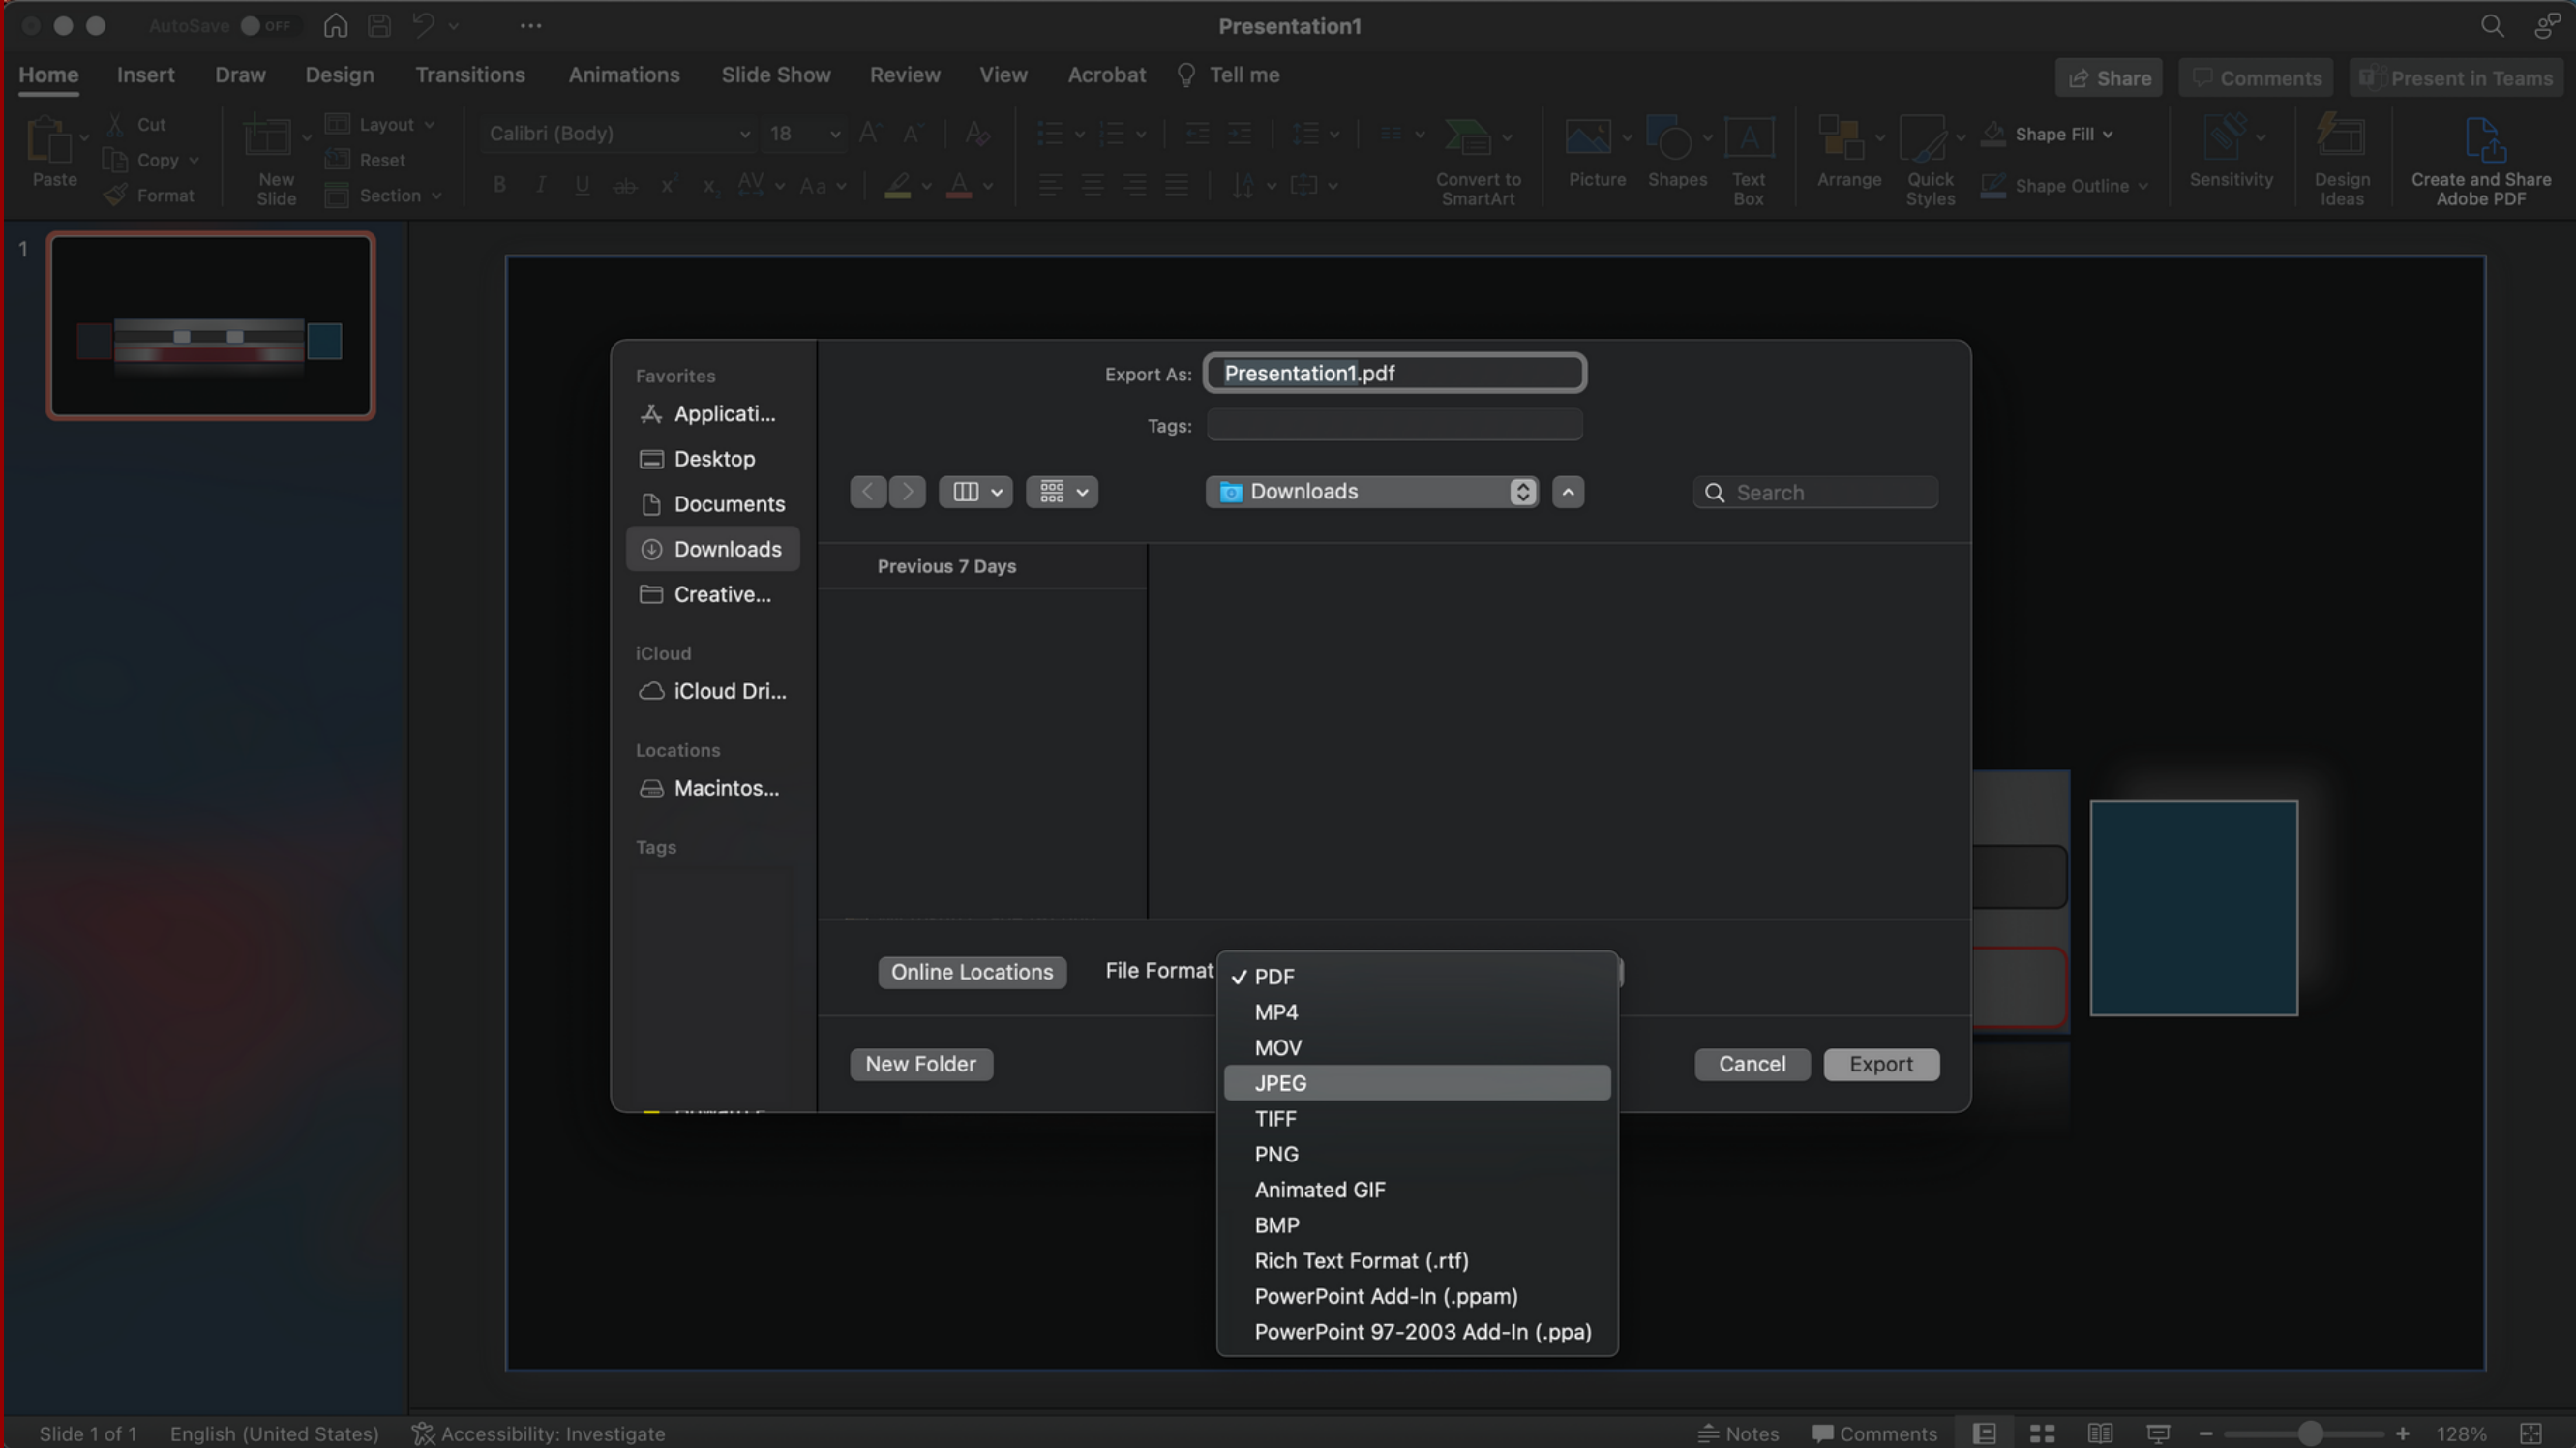 AutoSave OFF ... Presentation1
Home Insert Draw Design Transitions Animations Slide Show Review View Acrobat Tell me Share Comments Present in Teams
Paste Cut Copy Format
New Slide Layout Reset Section
Calibri (Body) 18
B I U ab x² x₂ AV Aa A
Convert to SmartArt
Picture Shapes Text Box
Arrange Quick Styles Shape Fill Shape Outline
Sensitivity Design Ideas
Create and Share Adobe PDF
1
Export As: Presentation1.pdf
Tags:
Downloads Search
Favorites
Applicati...
Desktop
Documents
Downloads
Creative...
iCloud
iCloud Dri...
Locations
Macintos...
Tags
Previous 7 Days
Online Locations File Format
PDF
MP4
MOV
JPEG
TIFF
PNG
Animated GIF
BMP
Rich Text Format (.rtf)
PowerPoint Add-In (.ppam)
PowerPoint 97-2003 Add-In (.ppa)
New Folder Cancel Export
Slide 1 of 1 English (United States) Accessibility: Investigate Notes Comments 128%